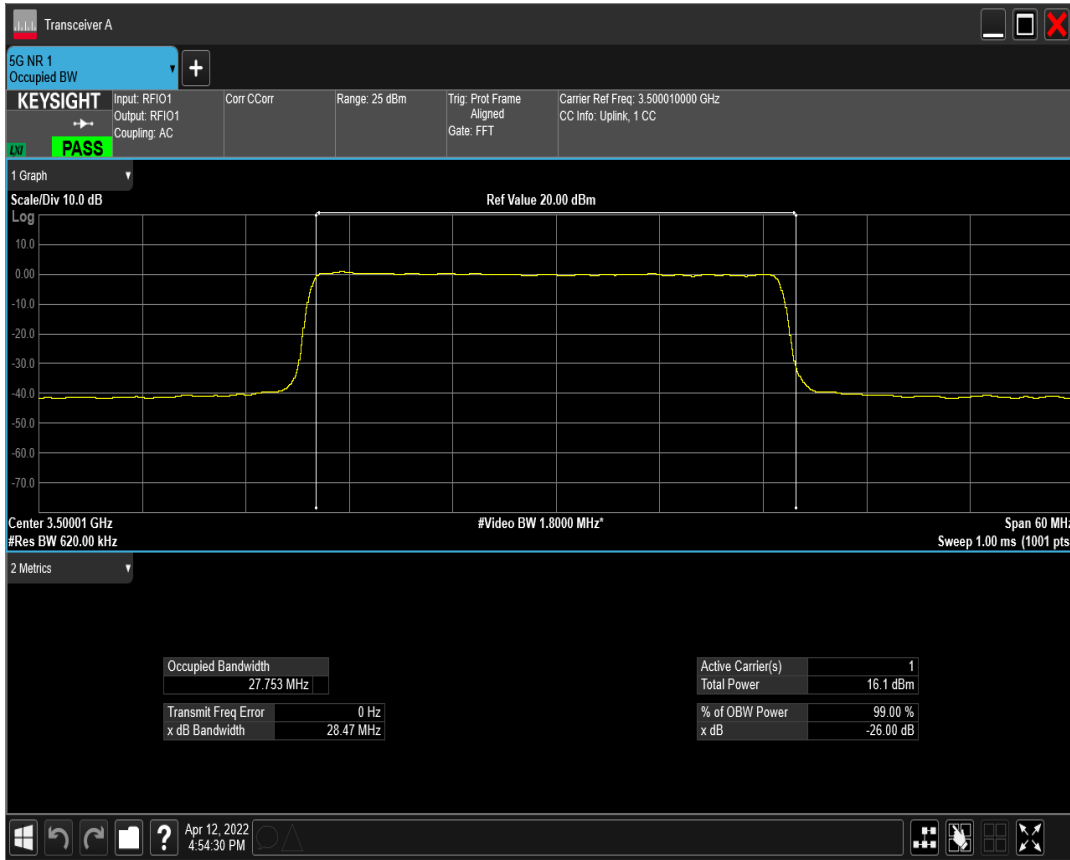 Transceiver A
5G NR 1
Occupied BW
KEYSIGHT
LXI
PASS
Input: RFIO1
Output: RFIO1
Coupling: AC
Corr CCorr
Range: 25 dBm
Trig: Prot Frame
Aligned
Gate: FFT
Carrier Ref Freq: 3.500010000 GHz
CC Info: Uplink, 1 CC
1 Graph
Scale/Div 10.0 dB
Ref Value 20.00 dBm
Log
10.0
0.00
-10.0
-20.0
-30.0
-40.0
-50.0
-60.0
-70.0
Center 3.50001 GHz
#Video BW 1.8000 MHz*
Span 60 MHz
#Res BW 620.00 kHz
Sweep 1.00 ms (1001 pts
2 Metrics
Occupied Bandwidth
27.753 MHz
Transmit Freq Error 0 Hz
x dB Bandwidth 28.47 MHz
Active Carrier(s) 1
Total Power 16.1 dBm
% of OBW Power 99.00 %
x dB -26.00 dB
?
Apr 12, 2022
4:54:30 PM